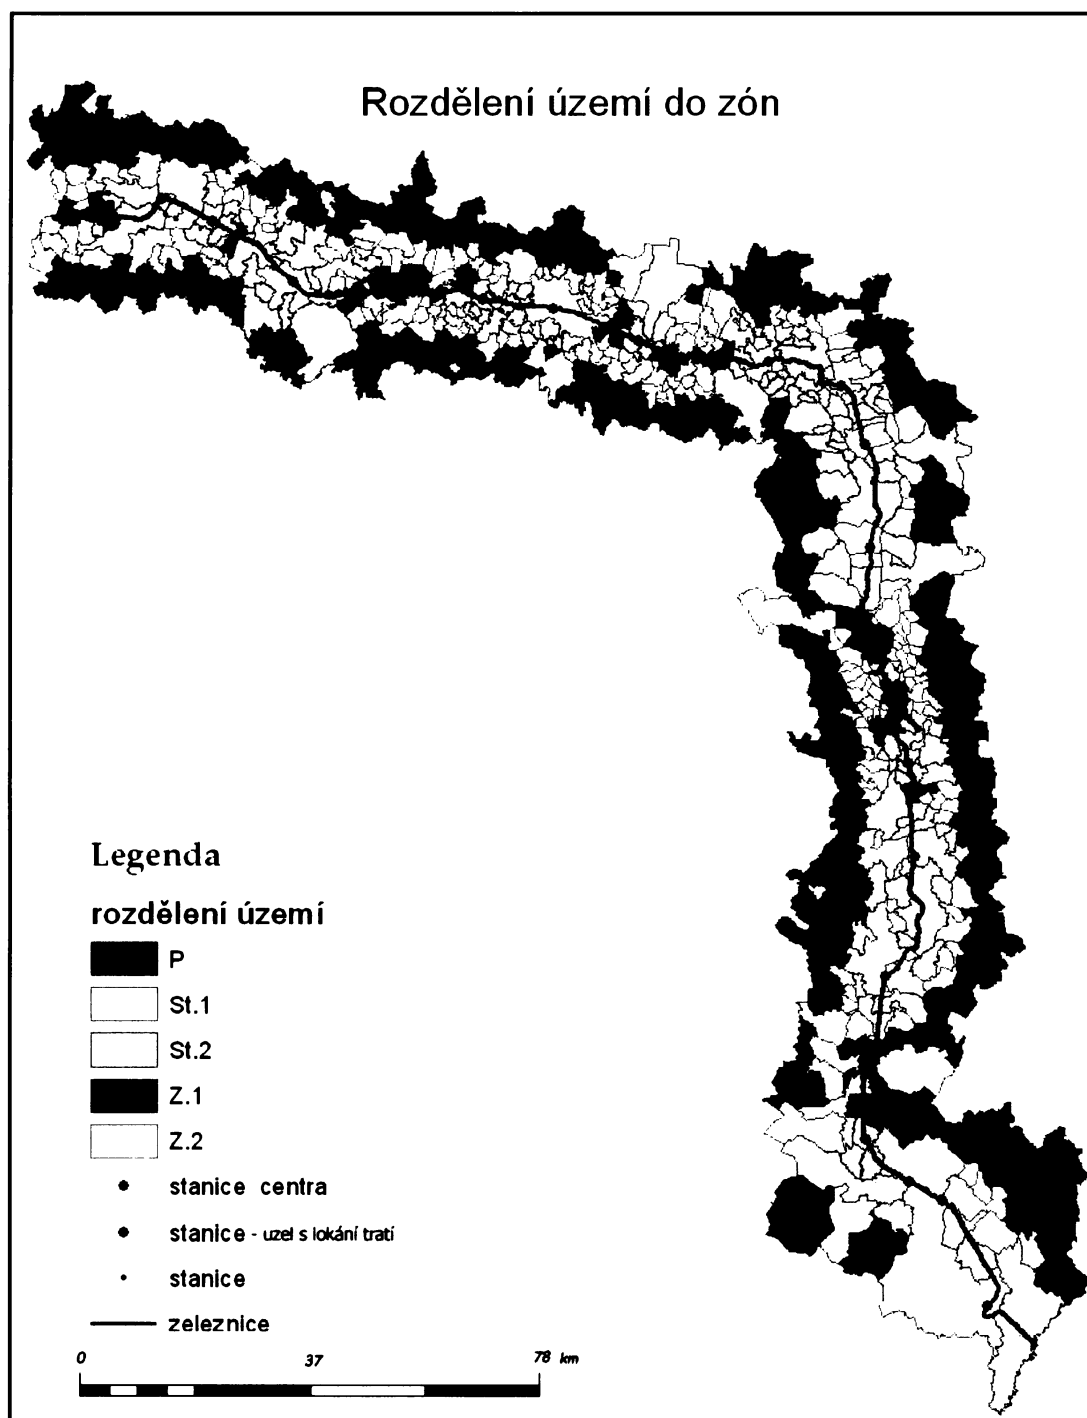 Rozdělení území do zón
Legenda
rozdělení území
P
St.1
St.2
Z.1
Z.2
stanice centra
stanice - uzel s lokání tratí
stanice
zeleznice
0 37 78 km